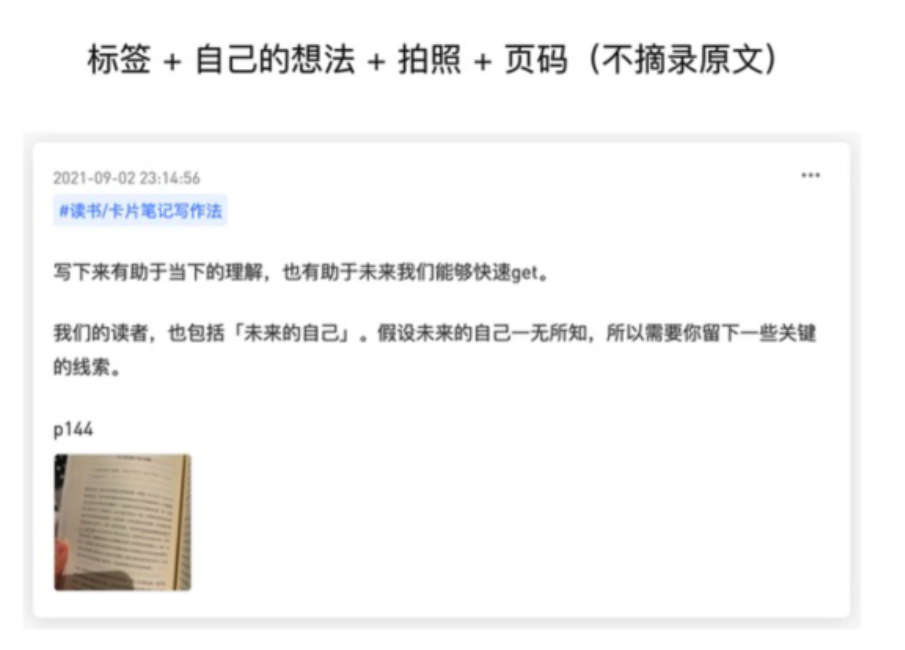 标签 + 自己的想法 + 拍照 + 页码（不摘录原文）
2021-09-02 23:14:56
#读书/卡片笔记写作法
写下来有助于当下的理解，也有助于未来我们能够快速get。
我们的读者，也包括「未来的自己」。假设未来的自己一无所知，所以需要你留下一些关键
的线索。
p144